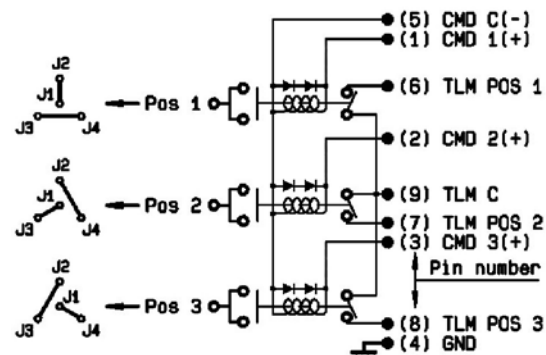 (5) CMD C(-)
(1) CMD 1(+)
J2
J1
J3 J4
Pos 1
(6) TLM POS 1
(2) CMD 2(+)
J2
J1
J3
J4
Pos 2
(9) TLM C
(7) TLM POS 2
(3) CMD 3(+)
Pin number
J2
J1
J3
J4
Pos 3
(8) TLM POS 3
(4) GND